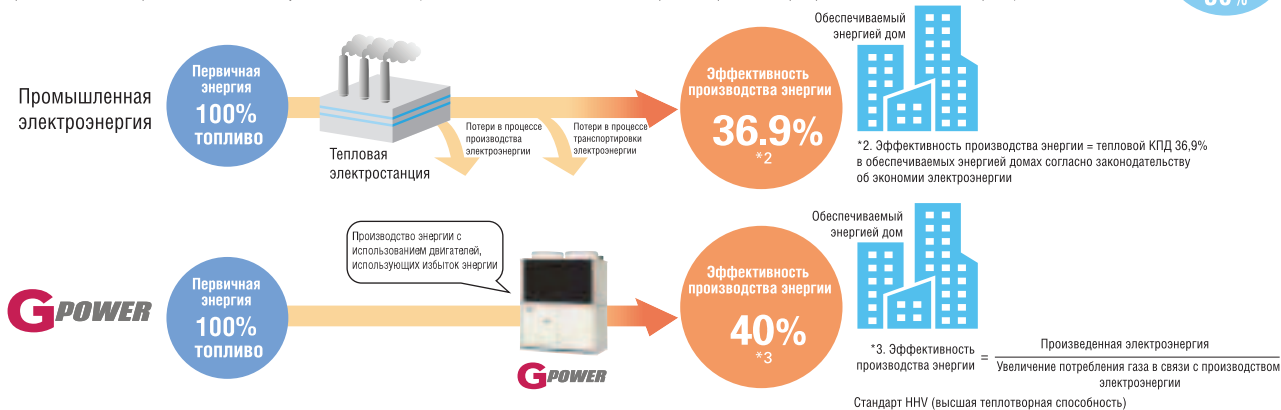 Обеспечиваемый
энергией дом
Промышленная
электроэнергия
Первичная
энергия
100%
топливо
Тепловая
электростанция
Потери в процессе
производства
электроэнергии
Потери в процессе
транспортировки
электроэнергии
Эффективность
производства энергии
36.9%
*2
*2. Эффективность производства энергии = тепловой КПД 36,9%
в обеспечиваемых энергией домах согласно законодательству
об экономии электроэнергии
G POWER
Первичная
энергия
100%
топливо
Производство энергии с
использованием двигателей,
использующих избыток энергии
G POWER
Эффективность
производства энергии
40%
*3
Обеспечиваемый
энергией дом
*3. Эффективность
производства энергии
=
Произведенная электроэнергия
Увеличение потребления газа в связи с производством
электроэнергии
Стандарт HHV (высшая теплотворная способность)